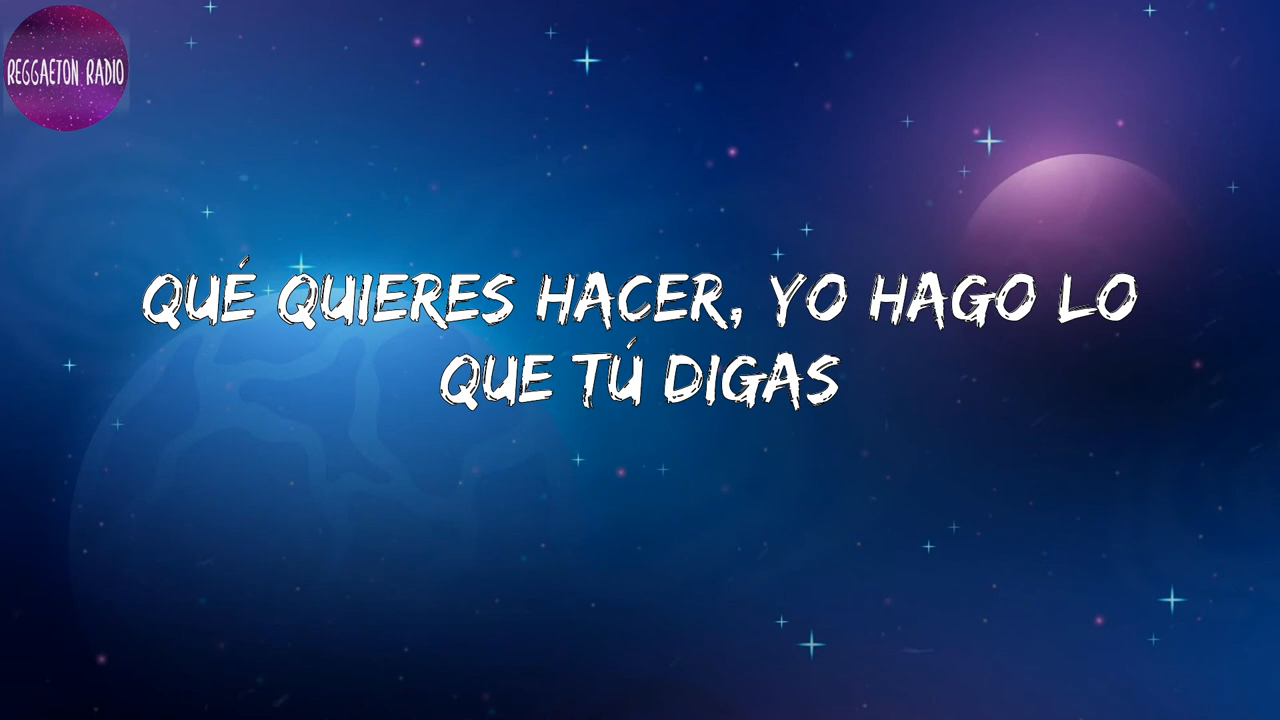 REGGAETON RADIO
QUÉ QUIERES HACER, YO HAGO LO
QUE TÚ DIGAS